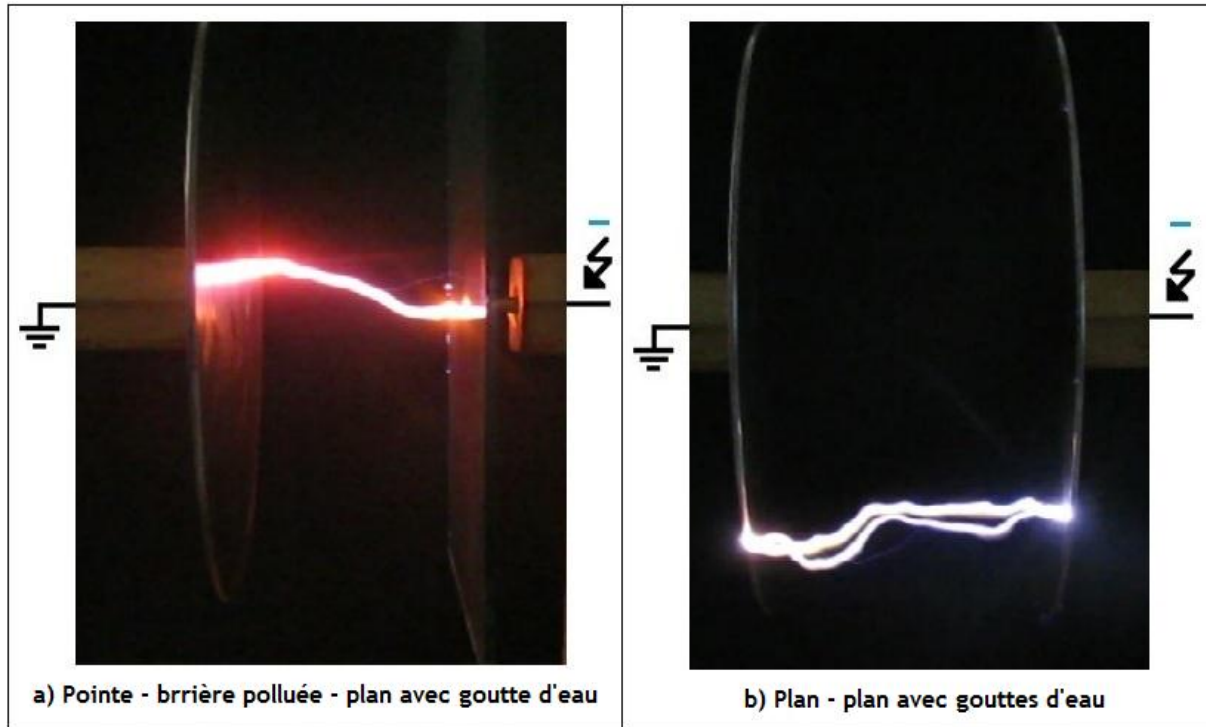 a) Pointe - brrière polluée - plan avec goutte d'eau
b) Plan - plan avec gouttes d'eau